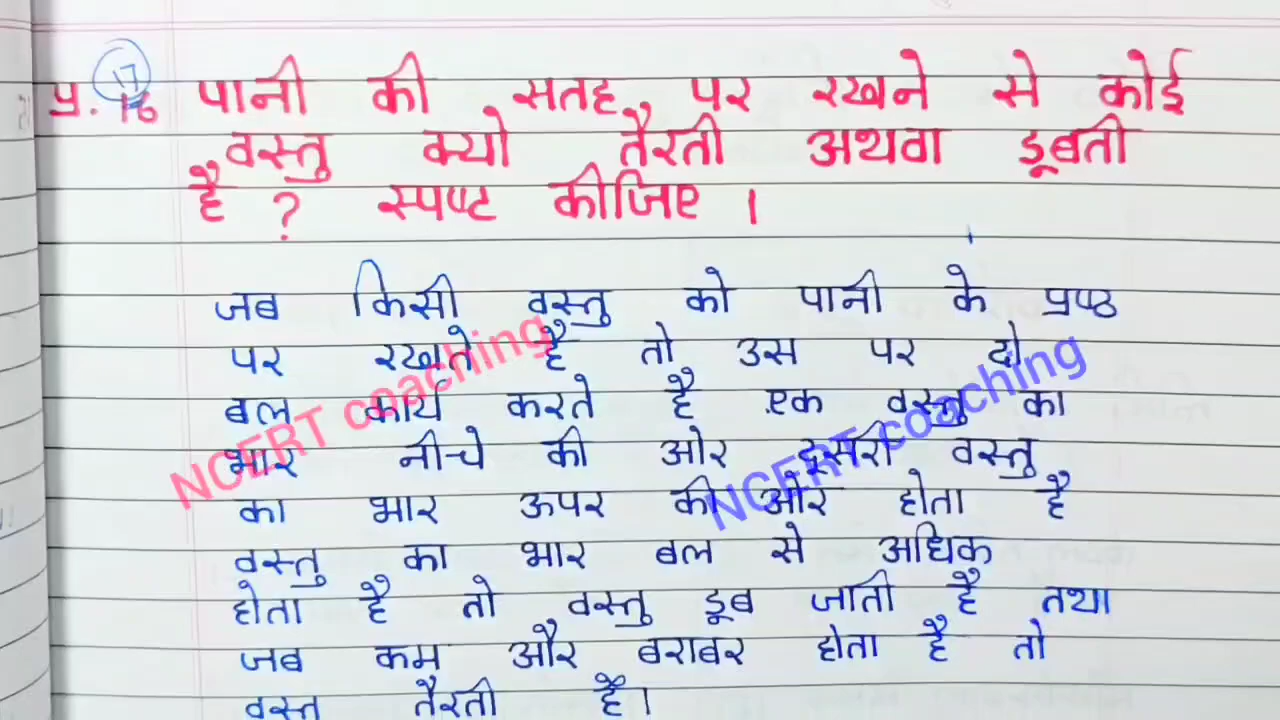 प्र. 16 17 पानी की सतह पर रखने से कोई
वस्तु क्यो तैरती अथवा डूबती
है ? स्पष्ट कीजिए ।
जब किसी वस्तु को पानी के प्रष्ठ
पर रखते है तो उस पर दो
बल कार्य करते है एक वस्तु का
भार नीचे की ओर दूसरी वस्तु
का भार ऊपर की ओर होता है
वस्तु का भार बल से अधिक
होता है तो वस्तु डूब जाती है तथा
जब कम और बराबर होता है तो
वस्तु तैरती है।
NCERT coaching
NCERT coaching